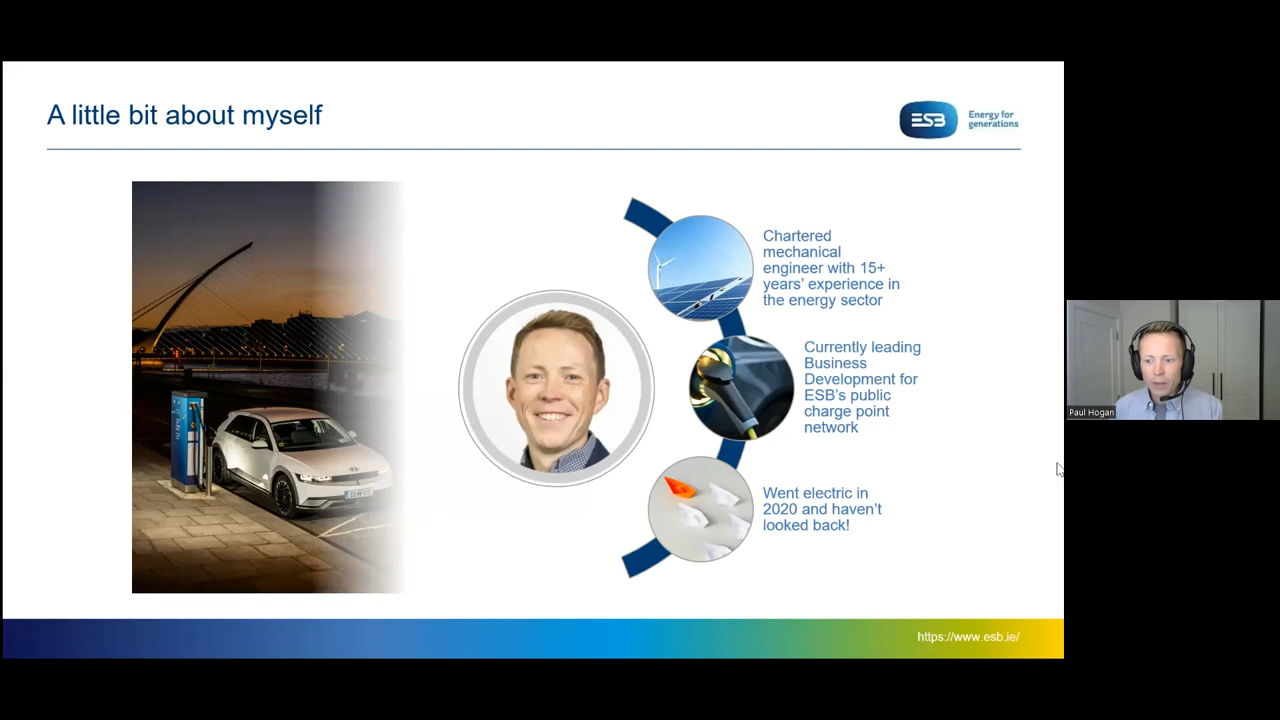 A little bit about myself
ESB
Energy for
generations
Chartered
mechanical
engineer with 15+
years’ experience in
the energy sector
Currently leading
Business
Development for
ESB’s public
charge point
network
Went electric in
2020 and haven’t
looked back!
Paul Hogan
https://www.esb.ie/